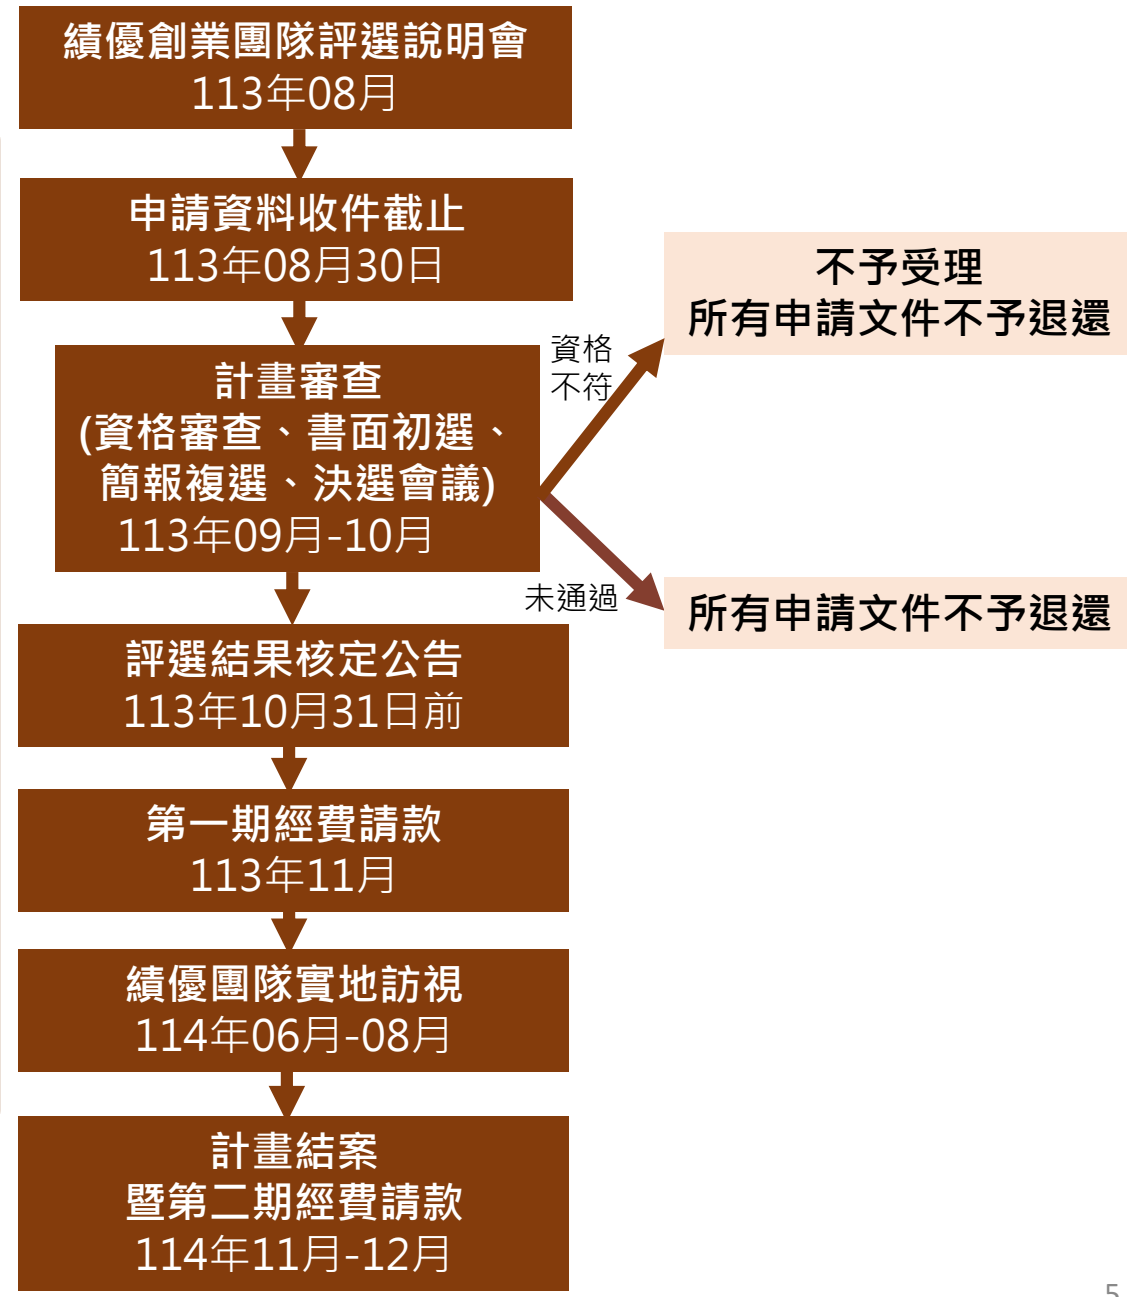 績優創業團隊評選說明會
113年08月
申請資料收件截止
113年08月30日
不予受理
所有申請文件不予退還
資格
不符
計畫審查
(資格審查、書面初選、
簡報複選、決選會議)
113年09月-10月
未通過
所有申請文件不予退還
評選結果核定公告
113年10月31日前
第一期經費請款
113年11月
績優團隊實地訪視
114年06月-08月
計畫結案
暨第二期經費請款
114年11月-12月
5